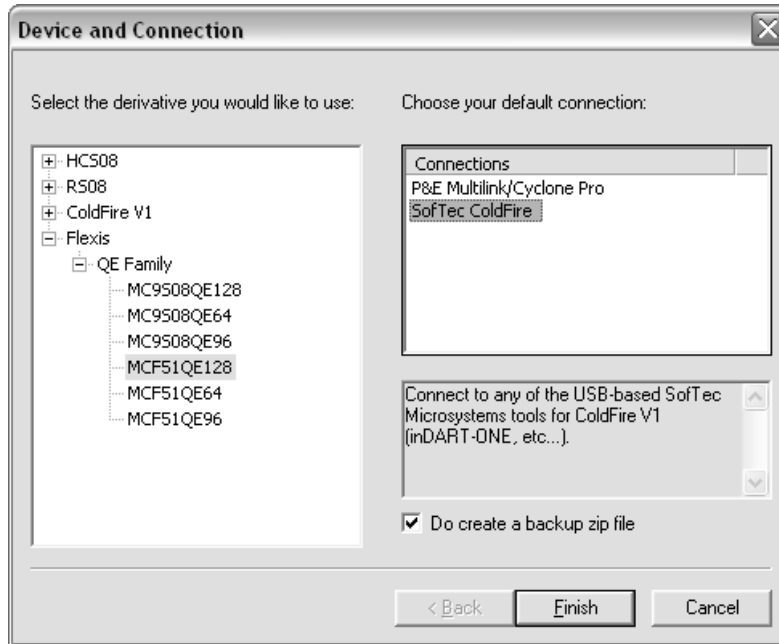 Device and Connection
Select the derivative you would like to use:
HCS08
RS08
ColdFire V1
Flexis
QE Family
MC9S08QE128
MC9S08QE64
MC9S08QE96
MCF51QE128
MCF51QE64
MCF51QE96
Choose your default connection:
Connections
P&E Multilink/Cyclone Pro
SofTec ColdFire
Connect to any of the USB-based SofTec
Microsystems tools for ColdFire V1
(inDART-ONE, etc...).
Do create a backup zip file
< Back
Finish
Cancel